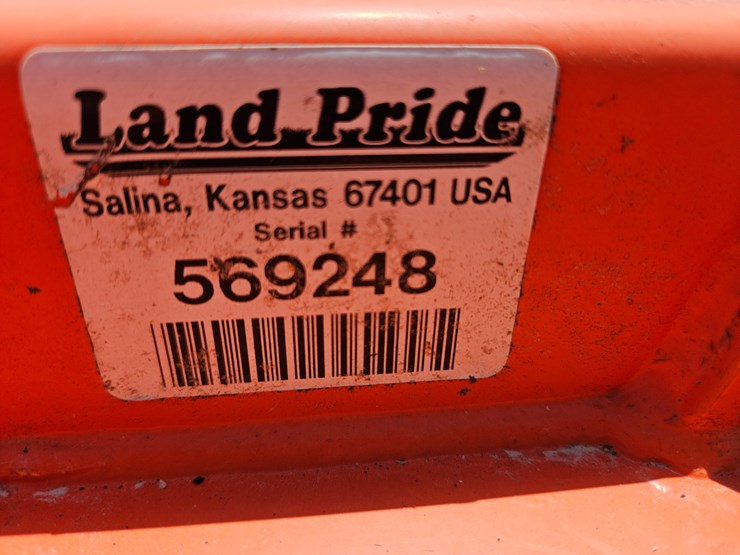 Land Pride
Salina, Kansas 67401 USA
Serial #
569248